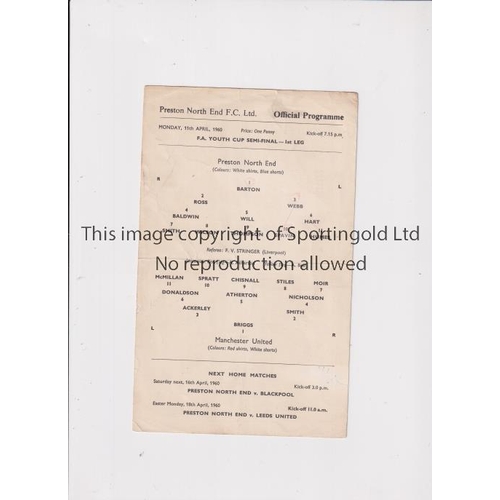 Preston North End F.C. Ltd. Official Programme
MONDAY, 11th APRIL, 1960 Price: One Penny Kick-off 7.15 p.m
F.A. YOUTH CUP SEMI-FINAL — 1st LEG
Preston North End
(Colours: White shirts, Blue shorts)
R L
1
BARTON
2 3
ROSS WEBB
4 5 6
BALDWIN WILL HART
7
SMITH
This image copyright of Sportingold Ltd
Referee: P. V. STRINGER (Liverpool)
No reproduction allowed
McMILLAN SPRATT CHISNALL STILES MOIR
11 10 9 8 7
DONALDSON ATHERTON NICHOLSON
6 5 4
ACKERLEY SMITH
3 2
L R
BRIGGS
1
Manchester United
(Colours: Red shirts, White shorts)
NEXT HOME MATCHES
Saturday next, 16th April, 1960 Kick-off 3.0 p.m.
PRESTON NORTH END v. BLACKPOOL
Easter Monday, 18th April, 1960 Kick-off 11.0 a.m.
PRESTON NORTH END v. LEEDS UNITED